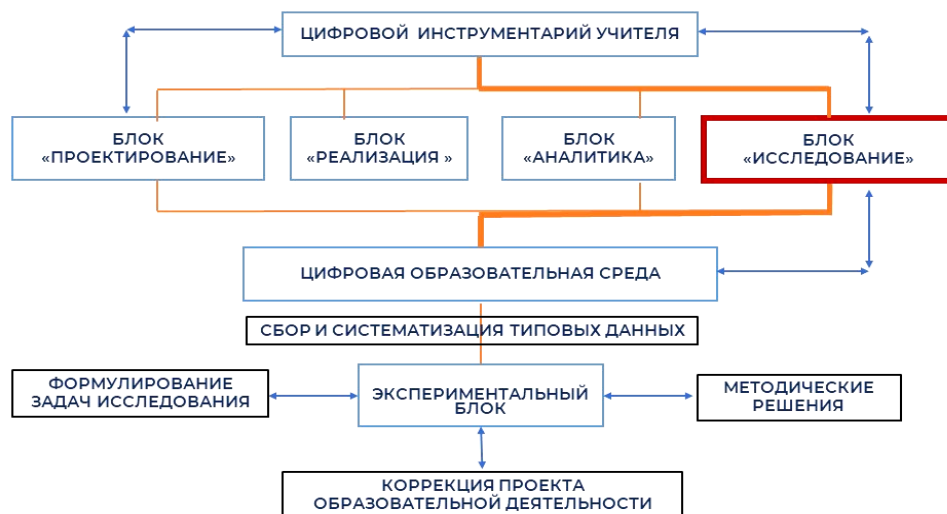 ЦИФРОВОЙ ИНСТРУМЕНТАРИЙ УЧИТЕЛЯ
БЛОК
«ПРОЕКТИРОВАНИЕ»
БЛОК
«РЕАЛИЗАЦИЯ »
БЛОК
«АНАЛИТИКА»
БЛОК
«ИССЛЕДОВАНИЕ»
ЦИФРОВАЯ ОБРАЗОВАТЕЛЬНАЯ СРЕДА
СБОР И СИСТЕМАТИЗАЦИЯ ТИПОВЫХ ДАННЫХ
ФОРМУЛИРОВАНИЕ
ЗАДАЧ ИССЛЕДОВАНИЯ
ЭКСПЕРИМЕНТАЛЬНЫЙ
БЛОК
МЕТОДИЧЕСКИЕ
РЕШЕНИЯ
КОРРЕКЦИЯ ПРОЕКТА
ОБРАЗОВАТЕЛЬНОЙ ДЕЯТЕЛЬНОСТИ